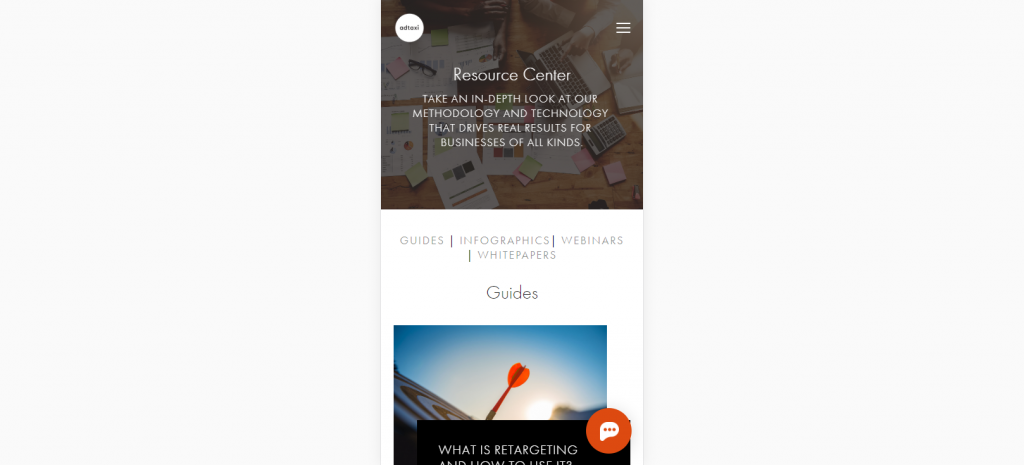 adtaxi
Resource Center
TAKE AN IN-DEPTH LOOK AT OUR
METHODOLOGY AND TECHNOLOGY
THAT DRIVES REAL RESULTS FOR
BUSINESSES OF ALL KINDS.
GUIDES | INFOGRAPHICS| WEBINARS
| WHITEPAPERS
Guides
WHAT IS RETARGETING
AND HOW TO USE IT?